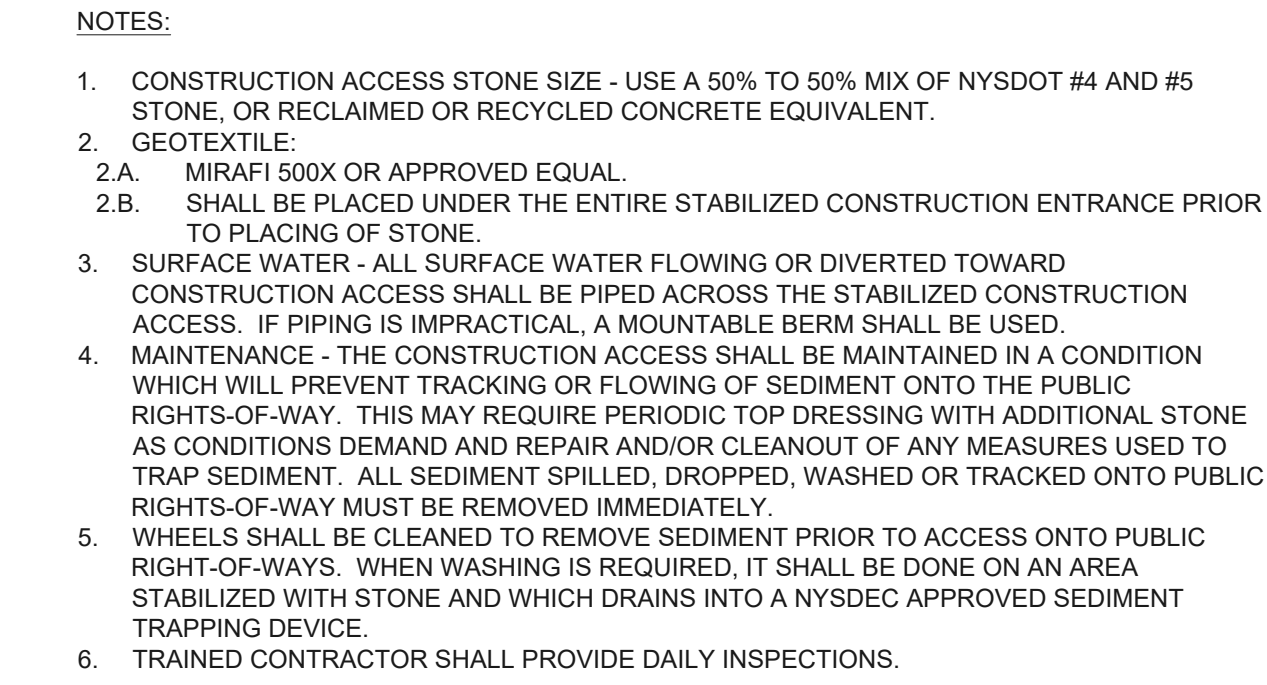 NOTES:
1. CONSTRUCTION ACCESS STONE SIZE - USE A 50% TO 50% MIX OF NYSDOT #4 AND #5
STONE, OR RECLAIMED OR RECYCLED CONCRETE EQUIVALENT.
2. GEOTEXTILE:
2.A. MIRAFI 500X OR APPROVED EQUAL.
2.B. SHALL BE PLACED UNDER THE ENTIRE STABILIZED CONSTRUCTION ENTRANCE PRIOR
TO PLACING OF STONE.
3. SURFACE WATER - ALL SURFACE WATER FLOWING OR DIVERTED TOWARD
CONSTRUCTION ACCESS SHALL BE PIPED ACROSS THE STABILIZED CONSTRUCTION
ACCESS. IF PIPING IS IMPRACTICAL, A MOUNTABLE BERM SHALL BE USED.
4. MAINTENANCE - THE CONSTRUCTION ACCESS SHALL BE MAINTAINED IN A CONDITION
WHICH WILL PREVENT TRACKING OR FLOWING OF SEDIMENT ONTO THE PUBLIC
RIGHTS-OF-WAY. THIS MAY REQUIRE PERIODIC TOP DRESSING WITH ADDITIONAL STONE
AS CONDITIONS DEMAND AND REPAIR AND/OR CLEANOUT OF ANY MEASURES USED TO
TRAP SEDIMENT. ALL SEDIMENT SPILLED, DROPPED, WASHED OR TRACKED ONTO PUBLIC
RIGHTS-OF-WAY MUST BE REMOVED IMMEDIATELY.
5. WHEELS SHALL BE CLEANED TO REMOVE SEDIMENT PRIOR TO ACCESS ONTO PUBLIC
RIGHT-OF-WAYS. WHEN WASHING IS REQUIRED, IT SHALL BE DONE ON AN AREA
STABILIZED WITH STONE AND WHICH DRAINS INTO A NYSDEC APPROVED SEDIMENT
TRAPPING DEVICE.
6. TRAINED CONTRACTOR SHALL PROVIDE DAILY INSPECTIONS.